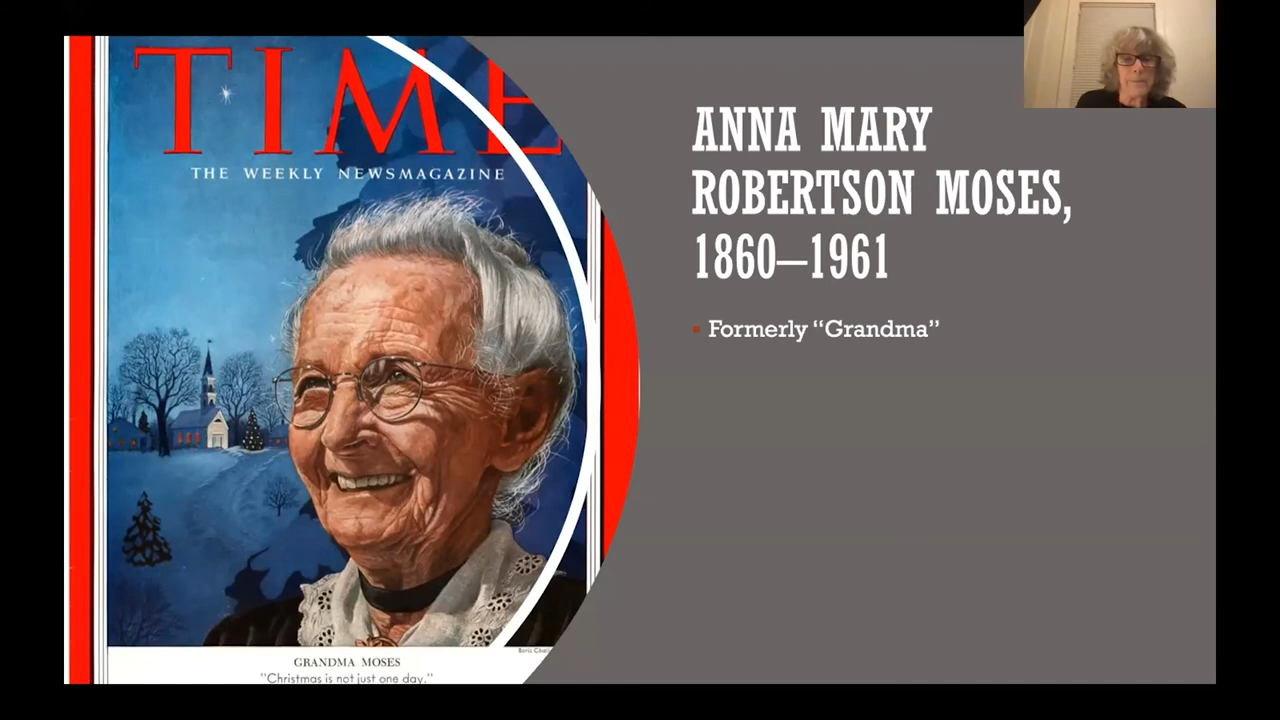 TIME
THE WEEKLY NEWSMAGAZINE
GRANDMA MOSES
"Christmas is not just one day."
ANNA MARY
ROBERTSON MOSES,
1860–1961
Formerly “Grandma”